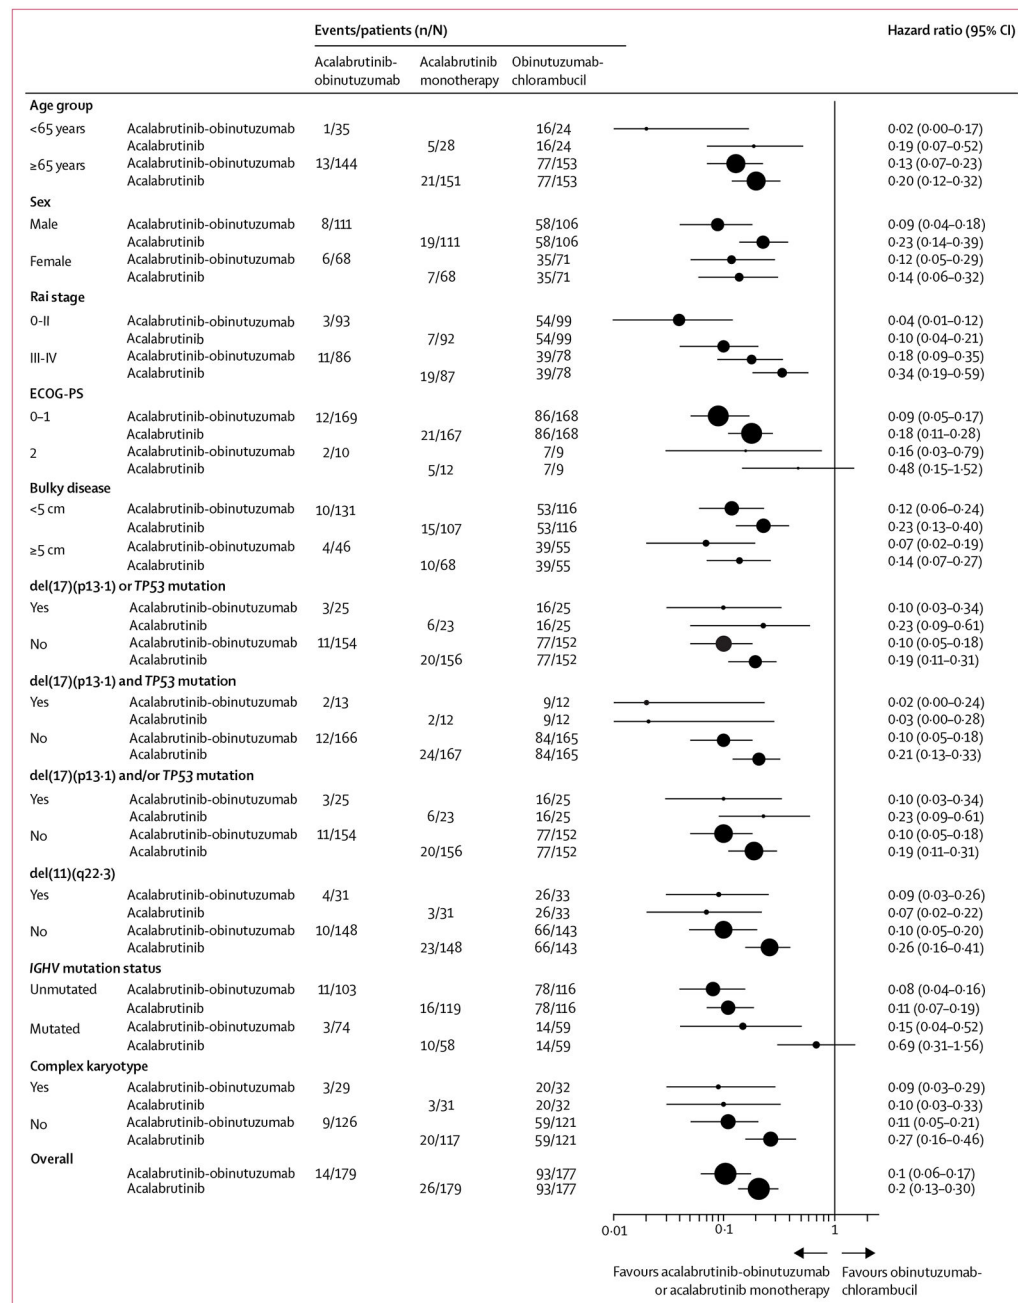 Events/patients (n/N) Hazard ratio (95% CI)
Acalabrutinib-obinutuzumab Acalabrutinib monotherapy Obinutuzumab-chlorambucil
Age group
<65 years Acalabrutinib-obinutuzumab 1/35 16/24 0·02 (0·00–0·17)
Acalabrutinib 5/28 16/24 0·19 (0·07–0·52)
≥65 years Acalabrutinib-obinutuzumab 13/144 77/153 0·13 (0·07–0·23)
Acalabrutinib 21/151 77/153 0·20 (0·12–0·32)
Sex
Male Acalabrutinib-obinutuzumab 8/111 58/106 0·09 (0·04–0·18)
Acalabrutinib 19/111 58/106 0·23 (0·14–0·39)
Female Acalabrutinib-obinutuzumab 6/68 35/71 0·12 (0·05–0·29)
Acalabrutinib 7/68 35/71 0·14 (0·06–0·32)
Rai stage
0-II Acalabrutinib-obinutuzumab 3/93 54/99 0·04 (0·01–0·12)
Acalabrutinib 7/92 54/99 0·10 (0·04–0·21)
III-IV Acalabrutinib-obinutuzumab 11/86 39/78 0·18 (0·09–0·35)
Acalabrutinib 19/87 39/78 0·34 (0·19–0·59)
ECOG-PS
0–1 Acalabrutinib-obinutuzumab 12/169 86/168 0·09 (0·05–0·17)
Acalabrutinib 21/167 86/168 0·18 (0·11–0·28)
2 Acalabrutinib-obinutuzumab 2/10 7/9 0·16 (0·03–0·79)
Acalabrutinib 5/12 7/9 0·48 (0·15–1·52)
Bulky disease
<5 cm Acalabrutinib-obinutuzumab 10/131 53/116 0·12 (0·06–0·24)
Acalabrutinib 15/107 53/116 0·23 (0·13–0·40)
≥5 cm Acalabrutinib-obinutuzumab 4/46 39/55 0·07 (0·02–0·19)
Acalabrutinib 10/68 39/55 0·14 (0·07–0·27)
del(17)(p13·1) or TP53 mutation
Yes Acalabrutinib-obinutuzumab 3/25 16/25 0·10 (0·03–0·34)
Acalabrutinib 6/23 16/25 0·23 (0·09–0·61)
No Acalabrutinib-obinutuzumab 11/154 77/152 0·10 (0·05–0·18)
Acalabrutinib 20/156 77/152 0·19 (0·11–0·31)
del(17)(p13·1) and TP53 mutation
Yes Acalabrutinib-obinutuzumab 2/13 9/12 0·02 (0·00–0·24)
Acalabrutinib 2/12 9/12 0·03 (0·00–0·28)
No Acalabrutinib-obinutuzumab 12/166 84/165 0·10 (0·05–0·18)
Acalabrutinib 24/167 84/165 0·21 (0·13–0·33)
del(17)(p13·1) and/or TP53 mutation
Yes Acalabrutinib-obinutuzumab 3/25 16/25 0·10 (0·03–0·34)
Acalabrutinib 6/23 16/25 0·23 (0·09–0·61)
No Acalabrutinib-obinutuzumab 11/154 77/152 0·10 (0·05–0·18)
Acalabrutinib 20/156 77/152 0·19 (0·11–0·31)
del(11)(q22·3)
Yes Acalabrutinib-obinutuzumab 4/31 26/33 0·09 (0·03–0·26)
Acalabrutinib 3/31 26/33 0·07 (0·02–0·22)
No Acalabrutinib-obinutuzumab 10/148 66/143 0·10 (0·05–0·20)
Acalabrutinib 23/148 66/143 0·26 (0·16–0·41)
IGHV mutation status
Unmutated Acalabrutinib-obinutuzumab 11/103 78/116 0·08 (0·04–0·16)
Acalabrutinib 16/119 78/116 0·11 (0·07–0·19)
Mutated Acalabrutinib-obinutuzumab 3/74 14/59 0·15 (0·04–0·52)
Acalabrutinib 10/58 14/59 0·69 (0·31–1·56)
Complex karyotype
Yes Acalabrutinib-obinutuzumab 3/29 20/32 0·09 (0·03–0·29)
Acalabrutinib 3/31 20/32 0·10 (0·03–0·33)
No Acalabrutinib-obinutuzumab 9/126 59/121 0·11 (0·05–0·21)
Acalabrutinib 20/117 59/121 0·27 (0·16–0·46)
Overall
Acalabrutinib-obinutuzumab 14/179 93/177 0·1 (0·06–0·17)
Acalabrutinib 26/179 93/177 0·2 (0·13–0·30)
0·01 0·1 1
Favours acalabrutinib-obinutuzumab or acalabrutinib monotherapy
Favours obinutuzumab-chlorambucil